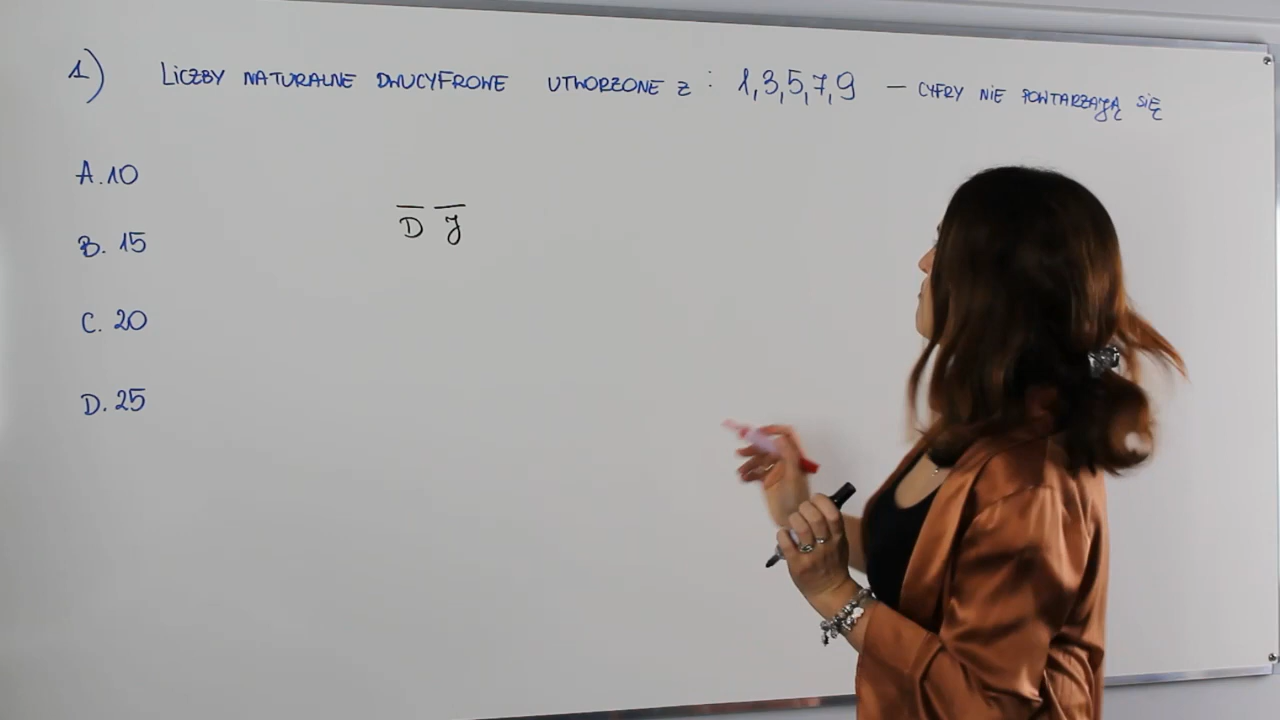 1) LICZBY NATURALNE DWUCYFROWE UTWORZONE Z : 1,3,5,7,9 — CYFRY NIE POWTARZAJĄ SIĘ
A. 10
D J
B. 15
C. 20
D. 25